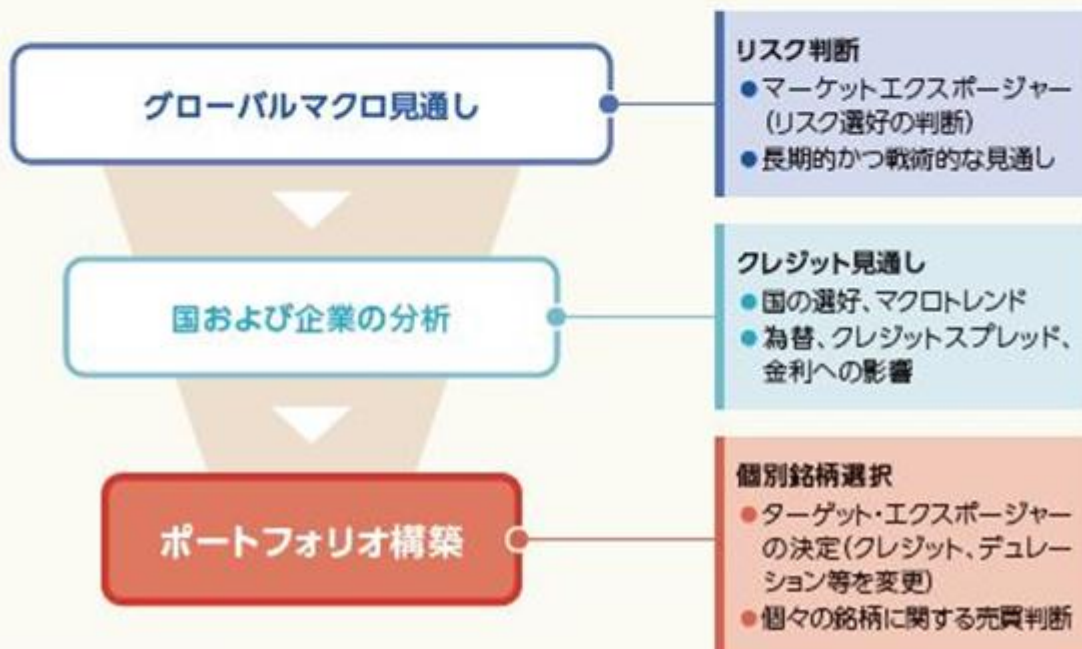 グローバルマクロ見通し
リスク判断
●マーケットエクスポージャー
(リスク選好の判断)
●長期的かつ戦術的な見通し
国および企業の分析
クレジット見通し
●国の選好、マクロトレンド
●為替、クレジットスプレッド、
金利への影響
ポートフォリオ構築
個別銘柄選択
●ターゲット・エクスポージャー
の決定(クレジット、デュレー
ション等を変更)
●個々の銘柄に関する売買判断